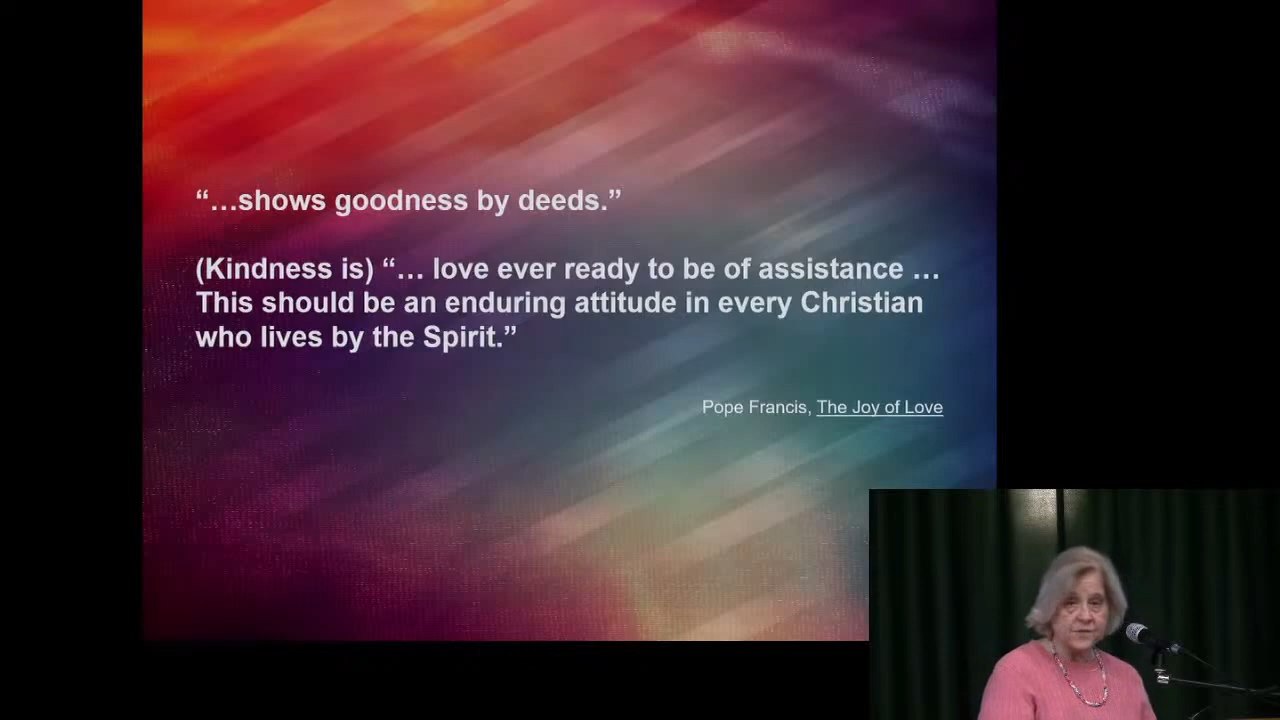 “…shows goodness by deeds.”
(Kindness is) “… love ever ready to be of assistance …
This should be an enduring attitude in every Christian
who lives by the Spirit.”
Pope Francis, The Joy of Love